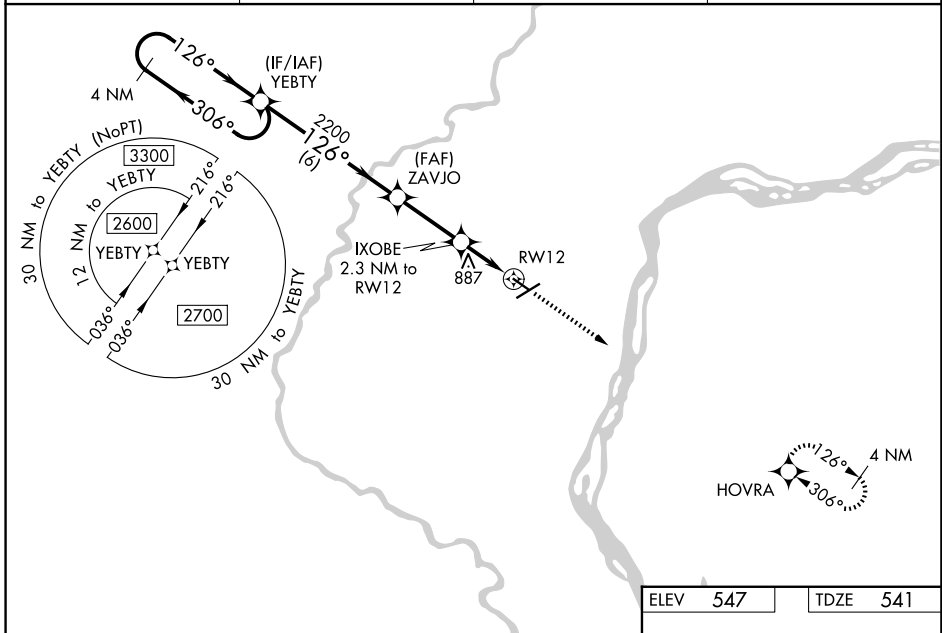 126°
306°
4 NM
(IF/IAF)
YEBTY
2200
126°
(6)
(FAF)
ZAVJO
IXOBE
2.3 NM to
RW12
887
RW12
30 NM to YEBTY (NoPT)
3300
12 NM to YEBTY
2600
216°
216°
YEBTY
YEBTY
036°
036°
2700
30 NM to YEBTY
HOVRA
126°
306°
4 NM
ELEV 547
TDZE 541